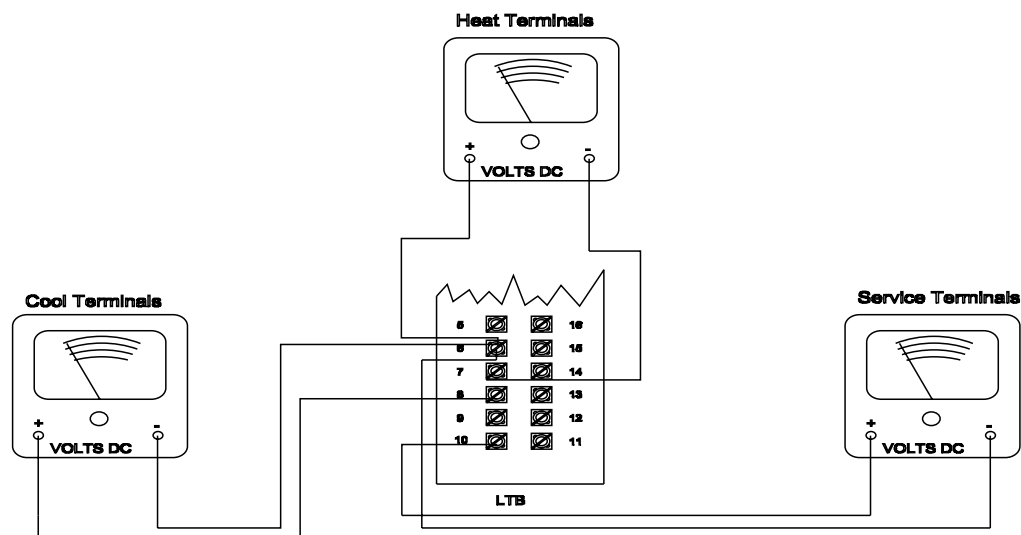 Heat Terminals
+ -
VOLTS DC
Cool Terminals
+ -
VOLTS DC
Service Terminals
+ -
VOLTS DC
5 16
6 15
7 14
8 13
9 12
10 11
LTB